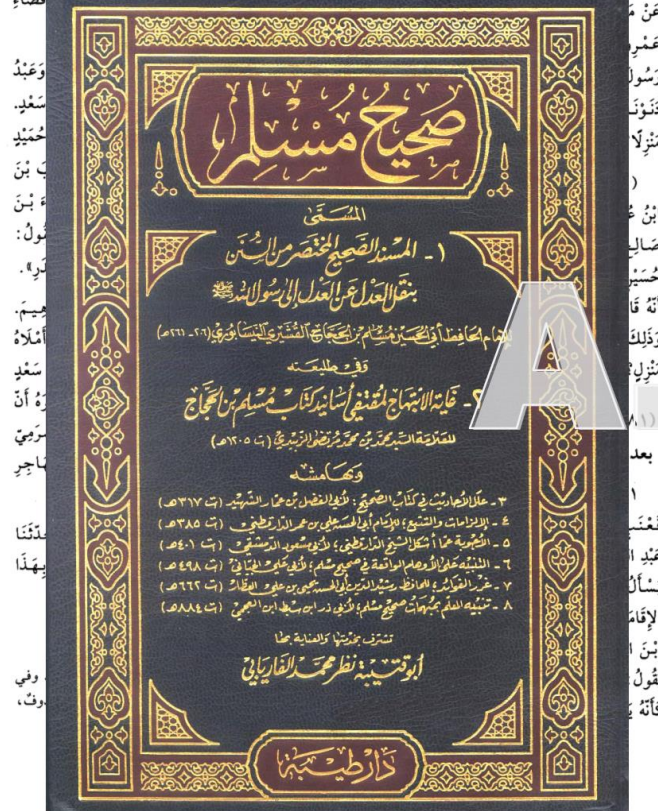 صحيح مسلم
المسمى
١- المسند الصحيح المختصر من السنن
بنقل العدل عن العدل إلى رسول الله ﷺ
للإمام الحافظ أبي الحسين مسلم بن الحجاج القشيري النيسابوري (٢٠٦-٢٦١هـ)
وفي طليعته
٢- غاية الابتهاج لمقتفي أسانيد كتاب مسلم بن الحجاج
للعلامة السيد محمد بن محمد مرتضى الزبيدي (ت ١٢٠٥هـ)
وبهامشه
٣- علل الأحاديث في كتاب الصحيح؛ لأبي الفضل بن عمار الشهيد (ت ٣١٧هـ)
٤- الإلزامات والتتبع؛ للإمام أبي الحسن علي بن عمر الدارقطني (ت ٣٨٥هـ)
٥- الأجوبة عما أشكل الشيخ الدارقطني؛ لأبي مسعود الدمشقي (ت ٤٠١هـ)
٦- التنبيه على الأوهام الواقعة في صحيح مسلم؛ لأبي علي الجياني (ت ٤٩٨هـ)
٧- غرر الفوائد؛ للحافظ رشيد الدين أبي الحسين يحيى بن علي العطار (ت ٦٦٢هـ)
٨- تنبيه المعلم بمبهمات صحيح مسلم؛ لأبي ذر ابن سبط ابن العجمي (ت ٨٨٤هـ)
تشرف بخدمتها والعناية بها
أبو قتيبة نظر محمد الفاريابي
دار طيبة
A